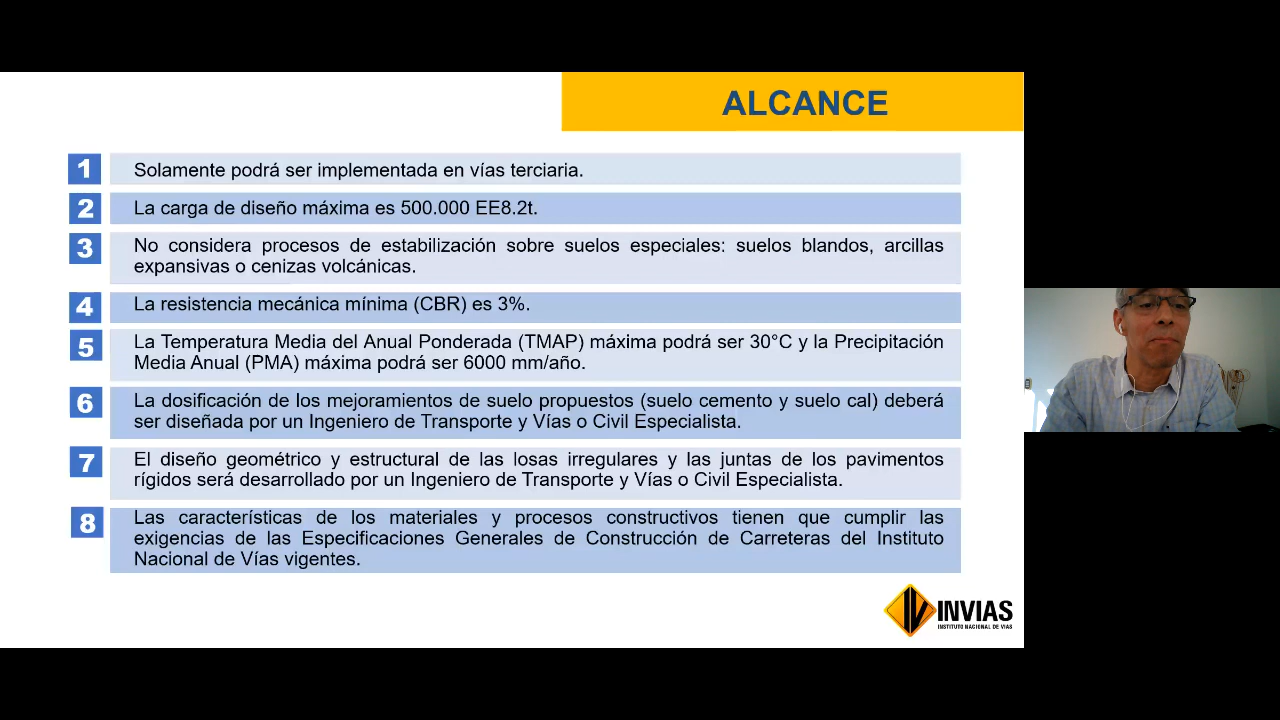 ALCANCE
1 Solamente podrá ser implementada en vías terciaria.
2 La carga de diseño máxima es 500.000 EE8.2t.
3 No considera procesos de estabilización sobre suelos especiales: suelos blandos, arcillas
expansivas o cenizas volcánicas.
4 La resistencia mecánica mínima (CBR) es 3%.
5 La Temperatura Media del Anual Ponderada (TMAP) máxima podrá ser 30°C y la Precipitación
Media Anual (PMA) máxima podrá ser 6000 mm/año.
6 La dosificación de los mejoramientos de suelo propuestos (suelo cemento y suelo cal) deberá
ser diseñada por un Ingeniero de Transporte y Vías o Civil Especialista.
7 El diseño geométrico y estructural de las losas irregulares y las juntas de los pavimentos
rígidos será desarrollado por un Ingeniero de Transporte y Vías o Civil Especialista.
8 Las características de los materiales y procesos constructivos tienen que cumplir las
exigencias de las Especificaciones Generales de Construcción de Carreteras del Instituto
Nacional de Vías vigentes.
INVIAS
INSTITUTO NACIONAL DE VIAS